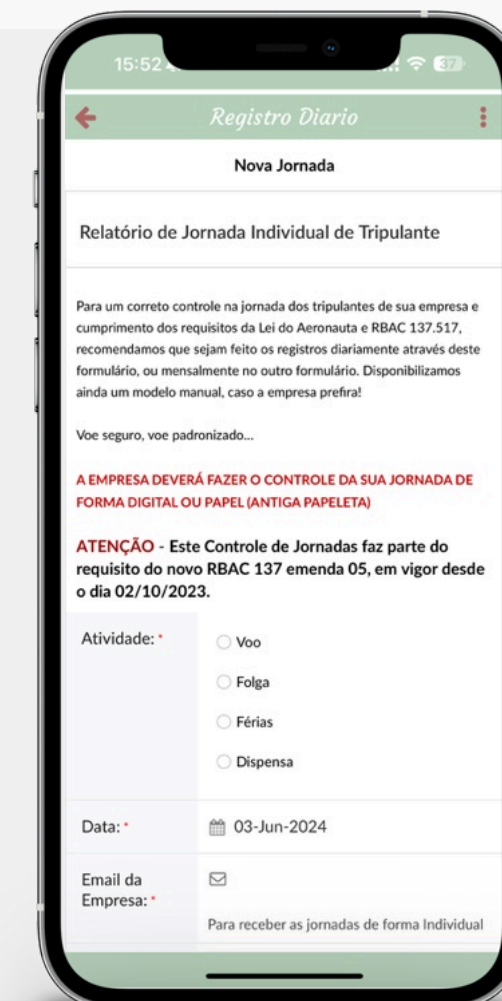 15:52
37
Registro Diario
Nova Jornada
Relatório de Jornada Individual de Tripulante
Para um correto controle na jornada dos tripulantes de sua empresa e
cumprimento dos requisitos da Lei do Aeronauta e RBAC 137.517,
recomendamos que sejam feito os registros diariamente através deste
formulário, ou mensalmente no outro formulário. Disponibilizamos
ainda um modelo manual, caso a empresa prefira!
Voe seguro, voe padronizado...
A EMPRESA DEVERÁ FAZER O CONTROLE DA SUA JORNADA DE
FORMA DIGITAL OU PAPEL (ANTIGA PAPELETA)
ATENÇÃO - Este Controle de Jornadas faz parte do
requisito do novo RBAC 137 emenda 05, em vigor desde
o dia 02/10/2023.
Atividade: *
Voo
Folga
Férias
Dispensa
Data: *
03-Jun-2024
Email da
Empresa: *
Para receber as jornadas de forma Individual